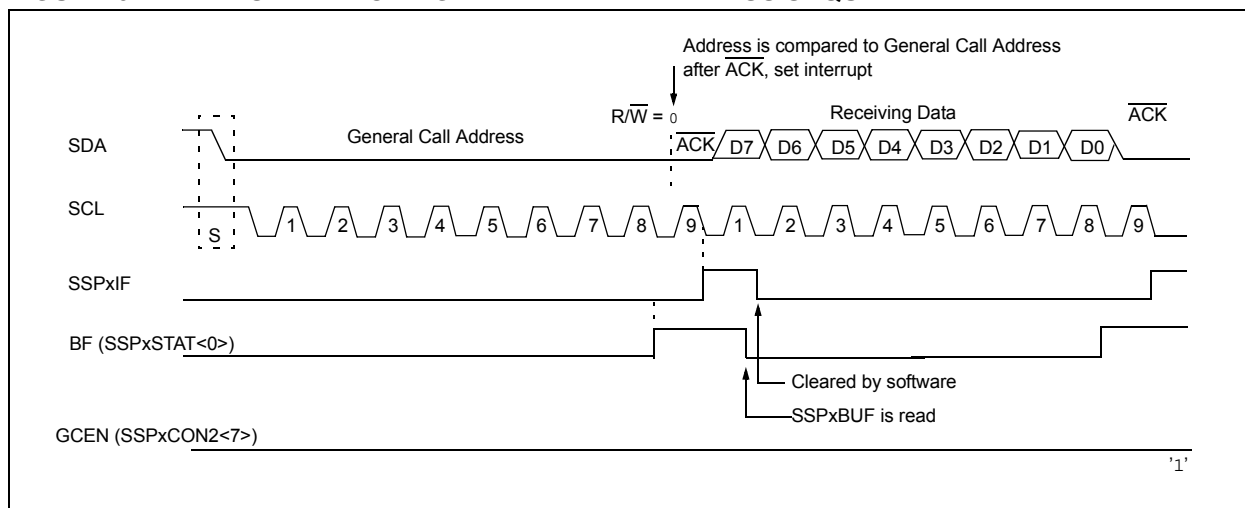 Address is compared to General Call Address
after ACK, set interrupt
R/W = 0
Receiving Data
ACK
SDA
General Call Address
ACK
D7 D6 D5 D4 D3 D2 D1 D0
SCL
S
1 2 3 4 5 6 7 8 9 1 2 3 4 5 6 7 8 9
SSPxIF
BF (SSPxSTAT<0>)
Cleared by software
SSPxBUF is read
GCEN (SSPxCON2<7>)
'1'